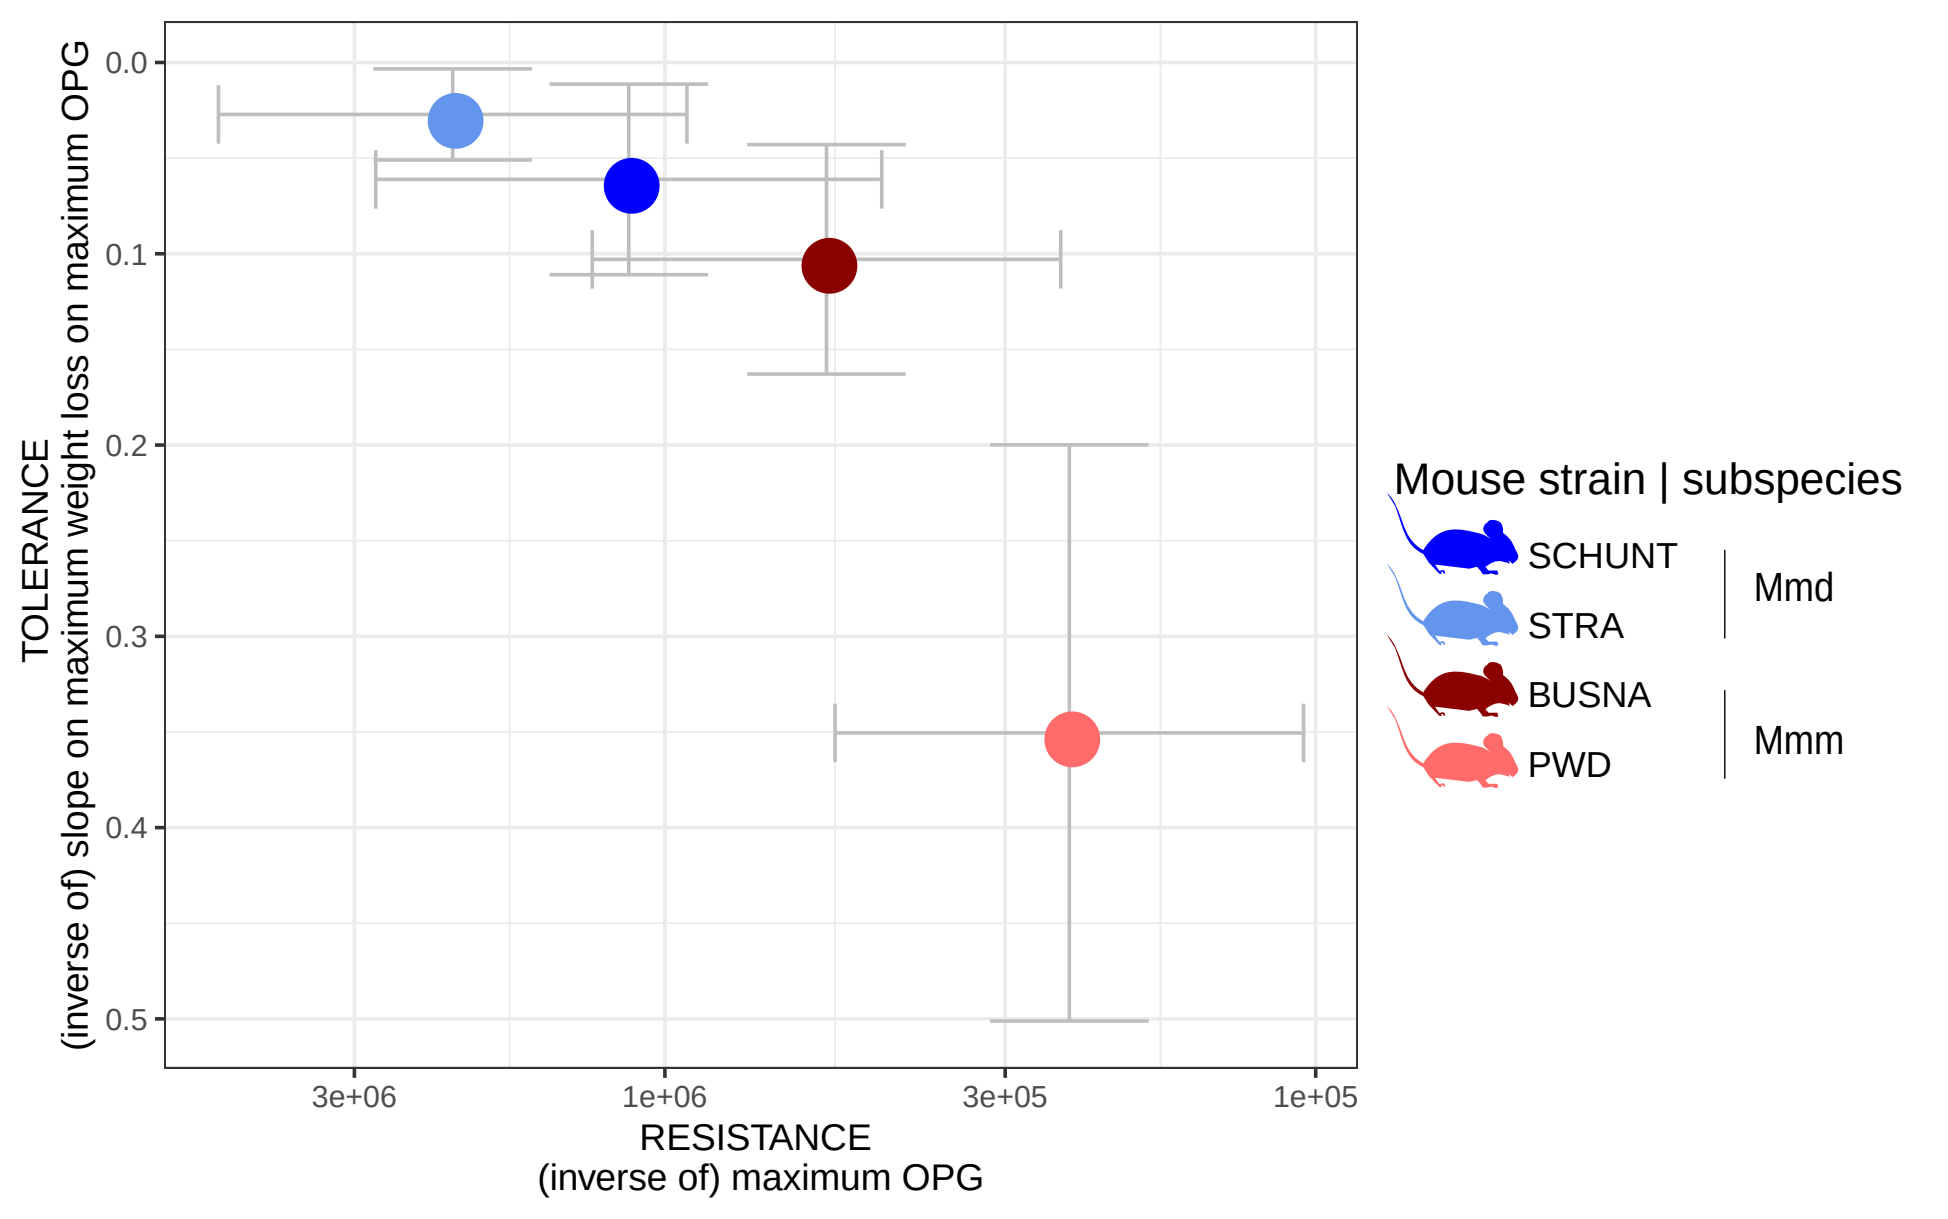 TOLERANCE
(inverse of) slope on maximum weight loss on maximum OPG
0.0
0.1
0.2
0.3
0.4
0.5
3e+06 1e+06 3e+05 1e+05
RESISTANCE
(inverse of) maximum OPG
Mouse strain | subspecies
SCHUNT
STRA
BUSNA
PWD
Mmd
Mmm